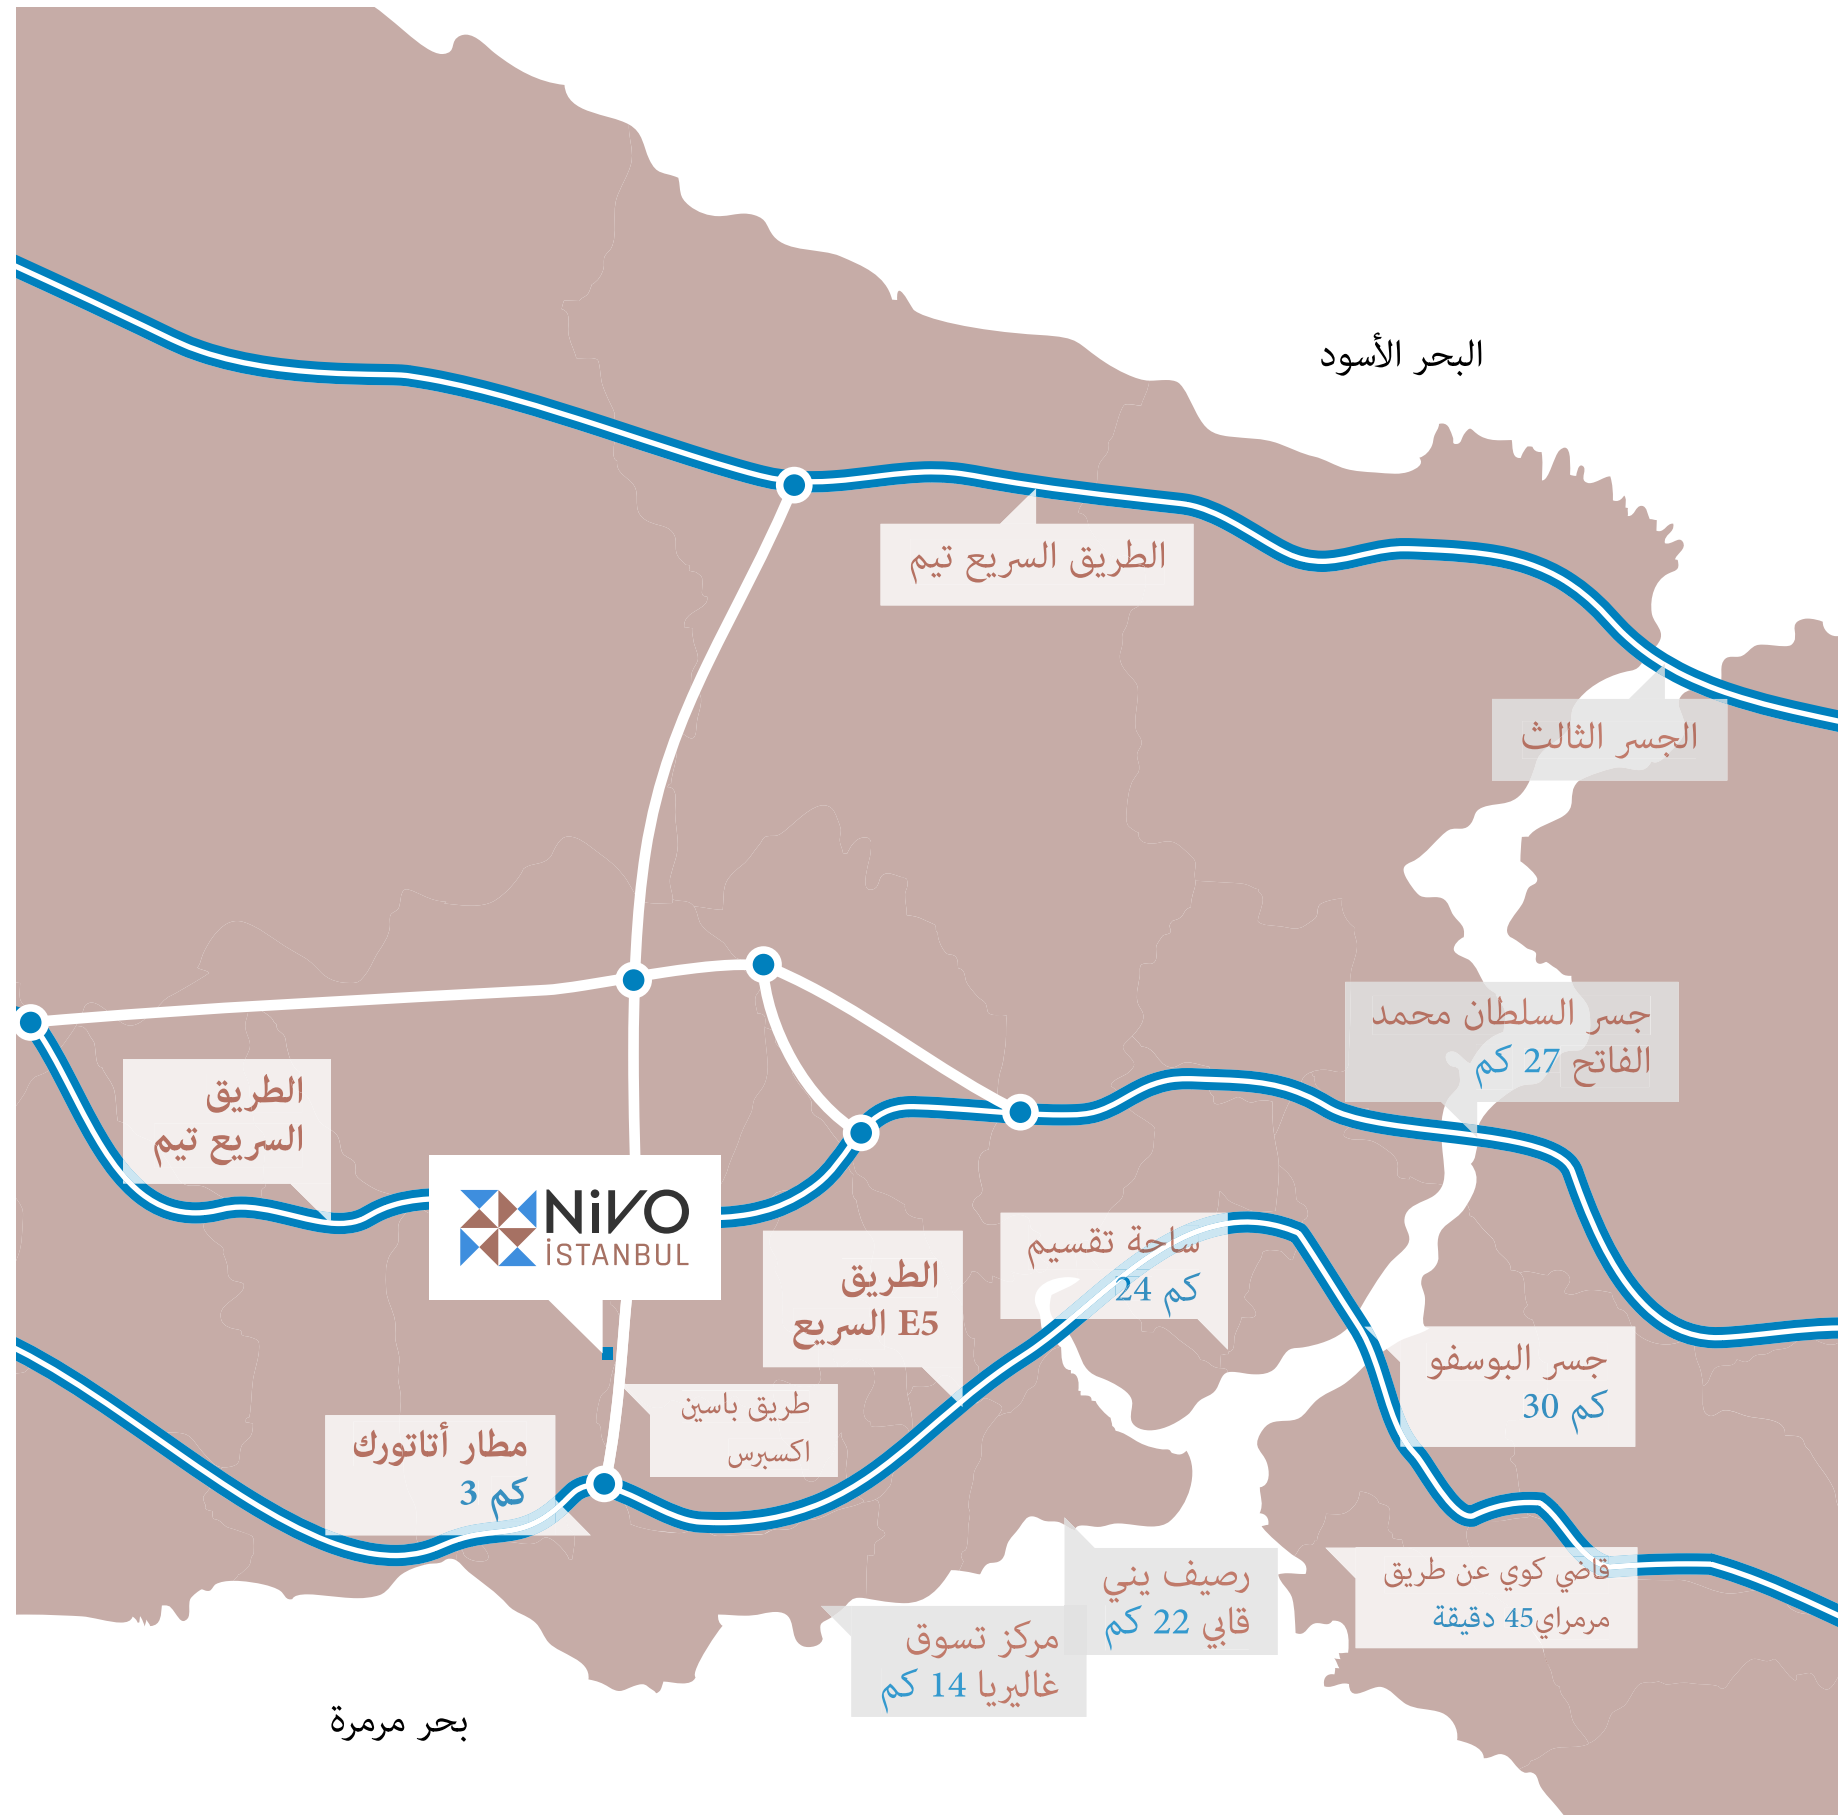 البحر الأسود
الطريق السريع تيم
الجسر الثالث
جسر السلطان محمد
الفاتح 27 كم
الطريق
السريع تيم
NiVO
İSTANBUL
ساحة تقسيم
24 كم
الطريق
E5 السريع
جسر البوسفو
30 كم
طريق باسين
اكسبرس
مطار أتاتورك
3 كم
رصيف يني
قابي 22 كم
قاضي كوي عن طريق
مرمراي45 دقيقة
مركز تسوق
غاليريا 14 كم
بحر مرمرة